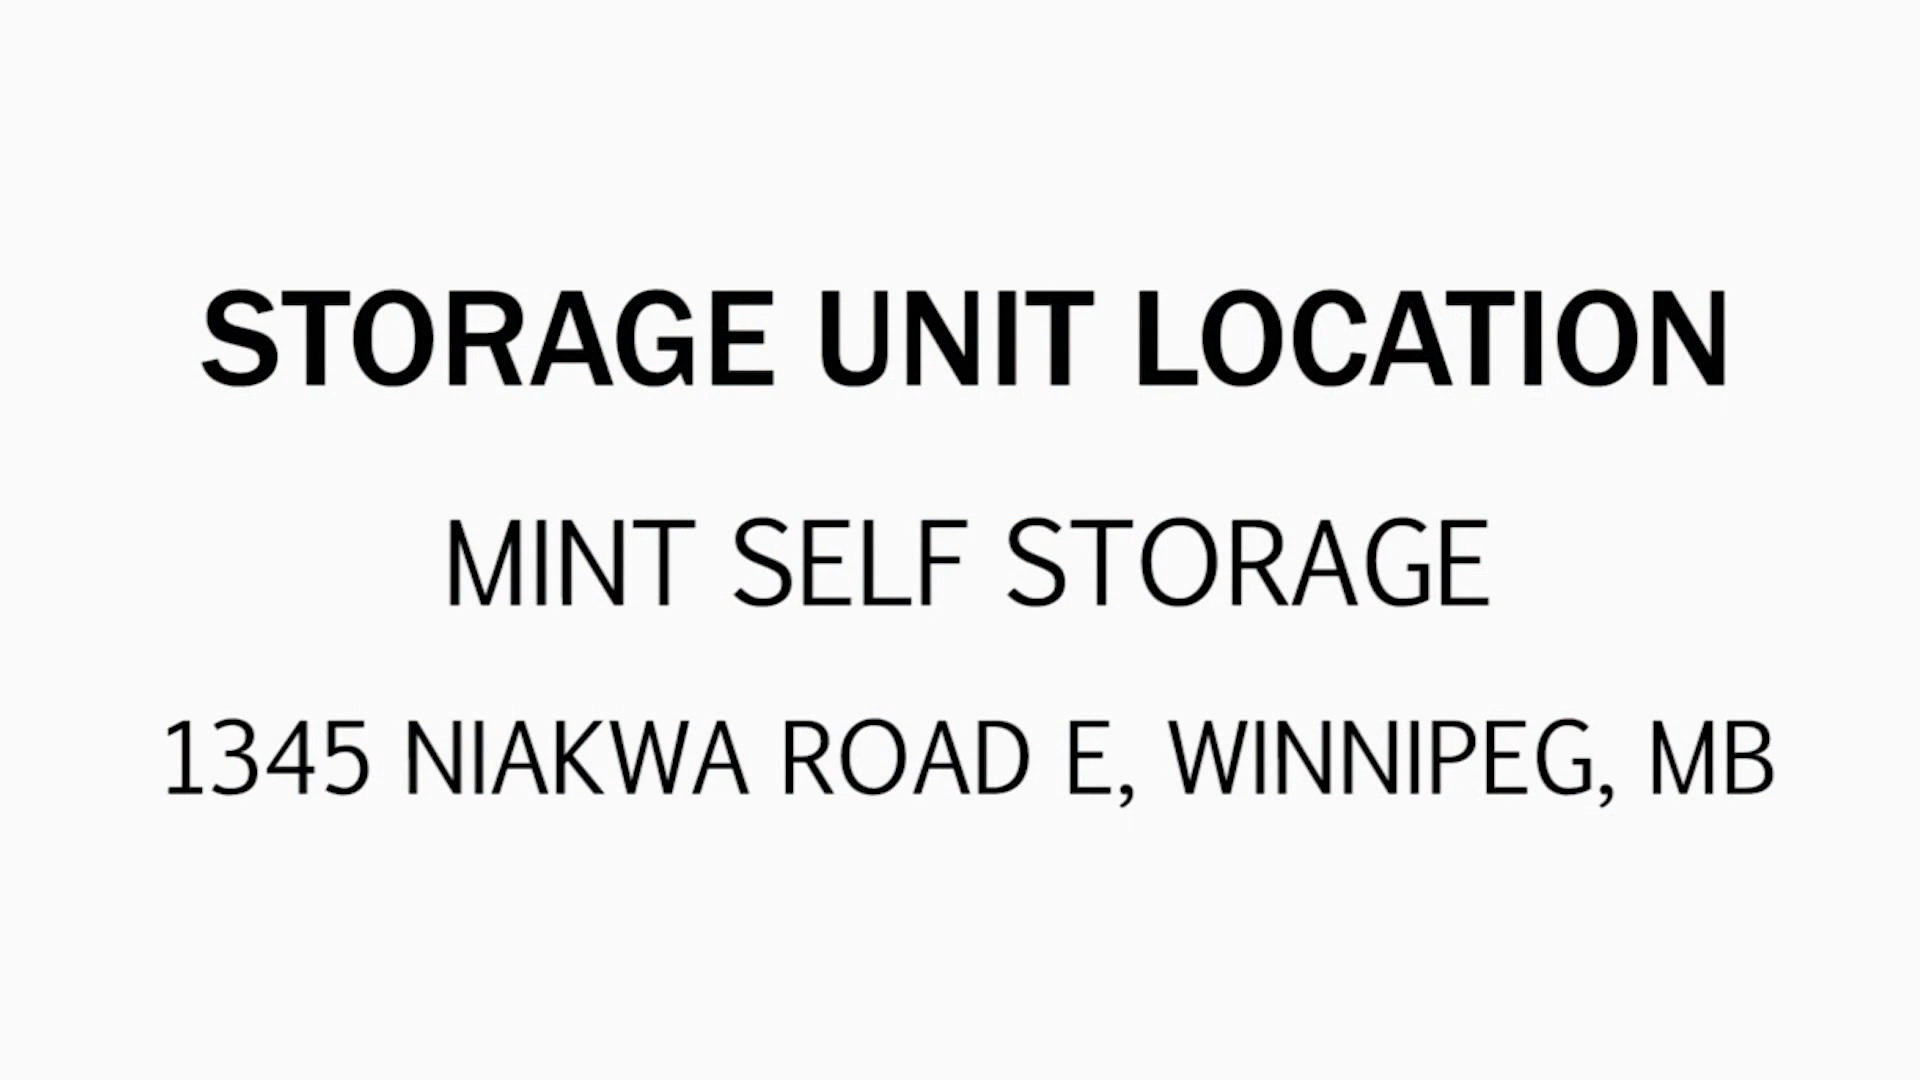 STORAGE UNIT LOCATION
MINT SELF STORAGE
1345 NIAKWA ROAD E, WINNIPEG, MB